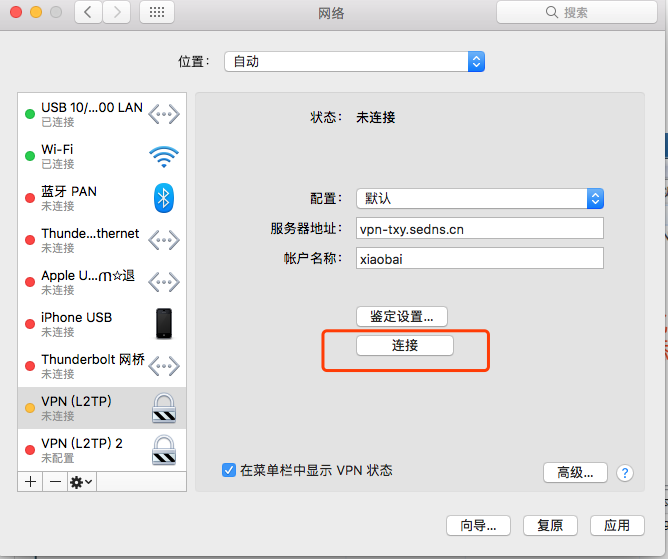 网络
搜索
位置： 自动
USB 10/...00 LAN
已连接
Wi-Fi
已连接
蓝牙 PAN
未连接
Thunde...thernet
未连接
Apple U...⋒☆退
未连接
iPhone USB
未连接
Thunderbolt 网桥
未连接
VPN (L2TP)
未连接
VPN (L2TP) 2
未配置
状态： 未连接
配置： 默认
服务器地址： vpn-txy.sedns.cn
帐户名称： xiaobai
鉴定设置...
连接
在菜单栏中显示 VPN 状态
高级...
?
向导...
复原
应用